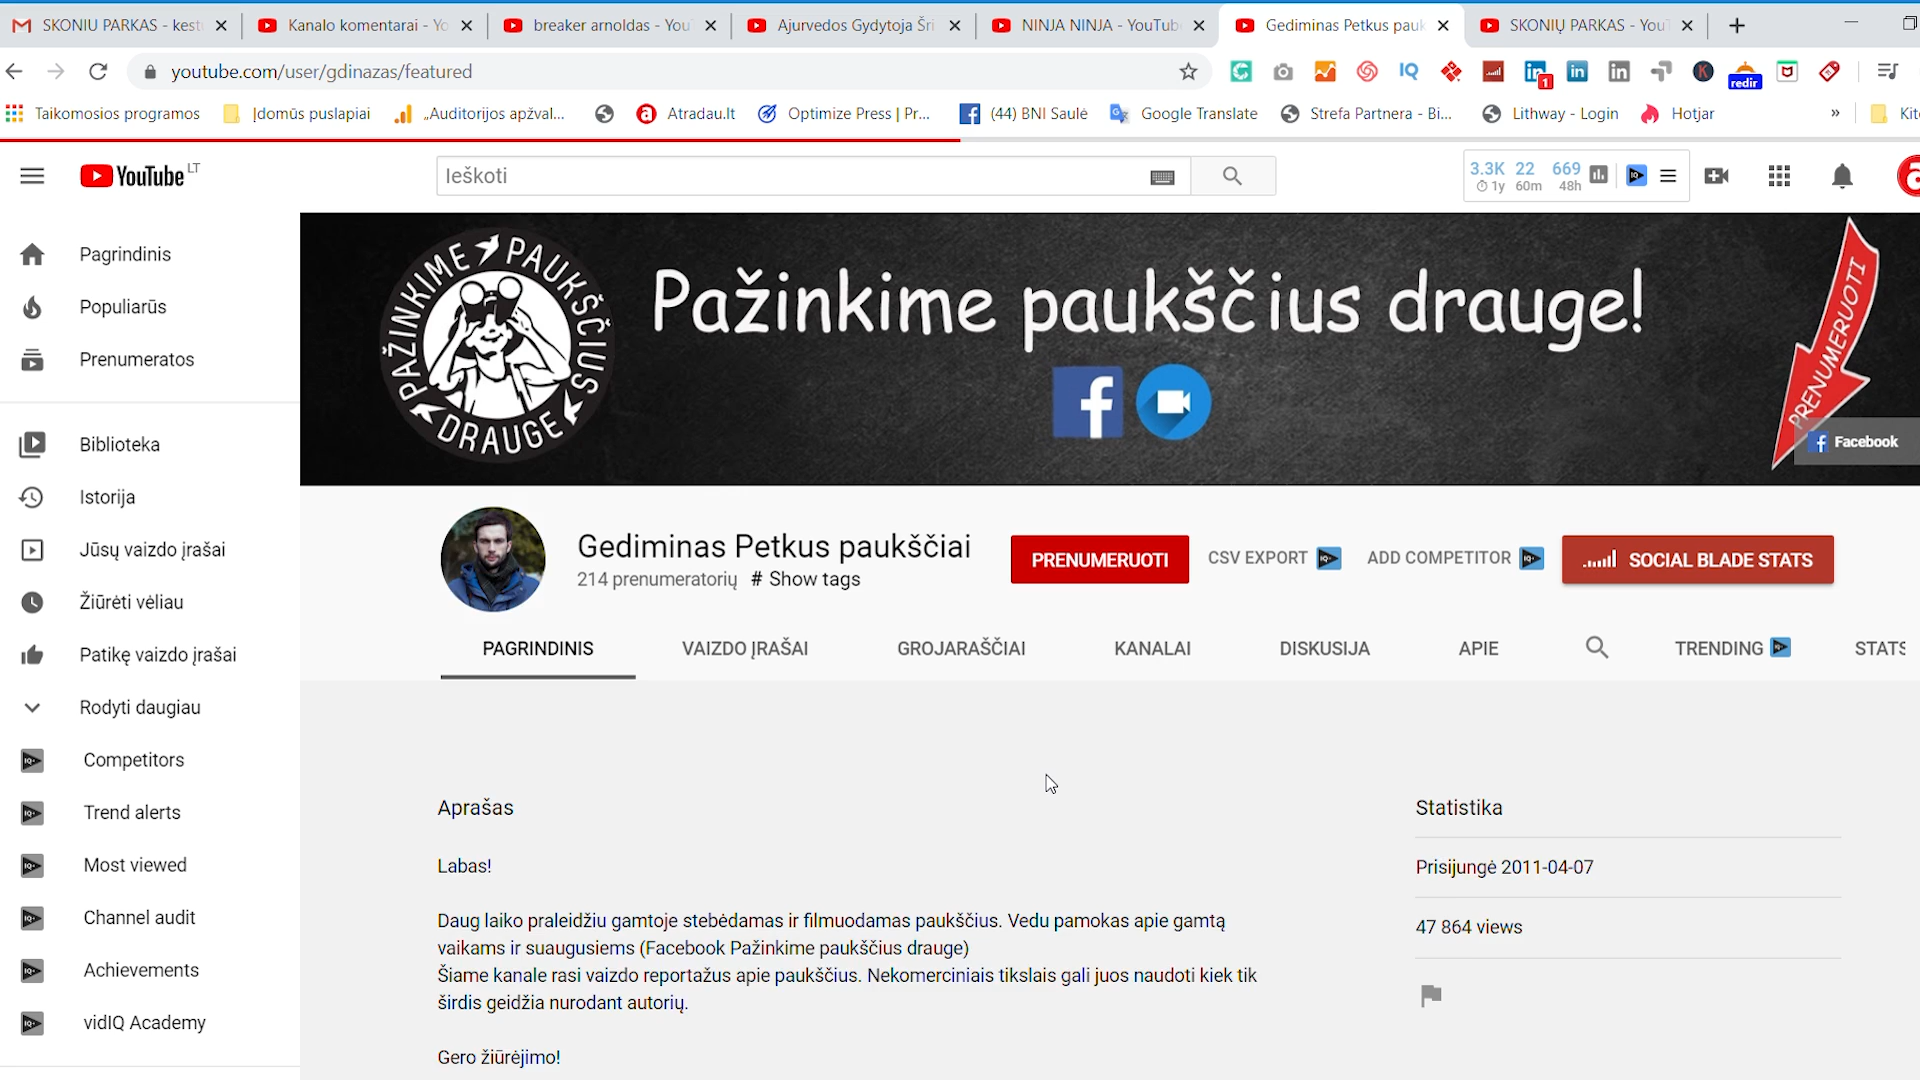 SKONIU PARKAS - kest
Kanalo komentarai - Yo
breaker arnoldas - You
Ajurvedos Gydytoja Šri
NINJA NINJA - YouTub
Gediminas Petkus pauk
SKONIŲ PARKAS - YouT
youtube.com/user/gdinazas/featured
IQ
1
in
in
K
redir
Taikomosios programos
Įdomūs puslapiai
„Auditorijos apžval...
Atradau.lt
Optimize Press | Pr...
(44) BNI Saulė
Google Translate
Strefa Partnera - Bi...
Lithway - Login
Hotjar
»
Kit
YouTube LT
Ieškoti
3.3K 22 669
1y 60m 48h
Pagrindinis
Populiarūs
Prenumeratos
Biblioteka
Istorija
Jūsų vaizdo įrašai
Žiūrėti vėliau
Patikę vaizdo įrašai
Rodyti daugiau
Competitors
Trend alerts
Most viewed
Channel audit
Achievements
vidIQ Academy
PAŽINKIME PAUKŠČIUS DRAUGE
Pažinkime paukščius drauge!
PRENUMERUOTI
Facebook
Gediminas Petkus paukščiai
214 prenumeratorių # Show tags
PRENUMERUOTI
CSV EXPORT
ADD COMPETITOR
SOCIAL BLADE STATS
PAGRINDINIS
VAIZDO ĮRAŠAI
GROJARAŠČIAI
KANALAI
DISKUSIJA
APIE
TRENDING
STATS
Aprašas
Labas!
Daug laiko praleidžiu gamtoje stebėdamas ir filmuodamas paukščius. Vedu pamokas apie gamtą
vaikams ir suaugusiems (Facebook Pažinkime paukščius drauge)
Šiame kanale rasi vaizdo reportažus apie paukščius. Nekomerciniais tikslais gali juos naudoti kiek tik
širdis geidžia nurodant autorių.
Gero žiūrėjimo!
Statistika
Prisijungė 2011-04-07
47 864 views